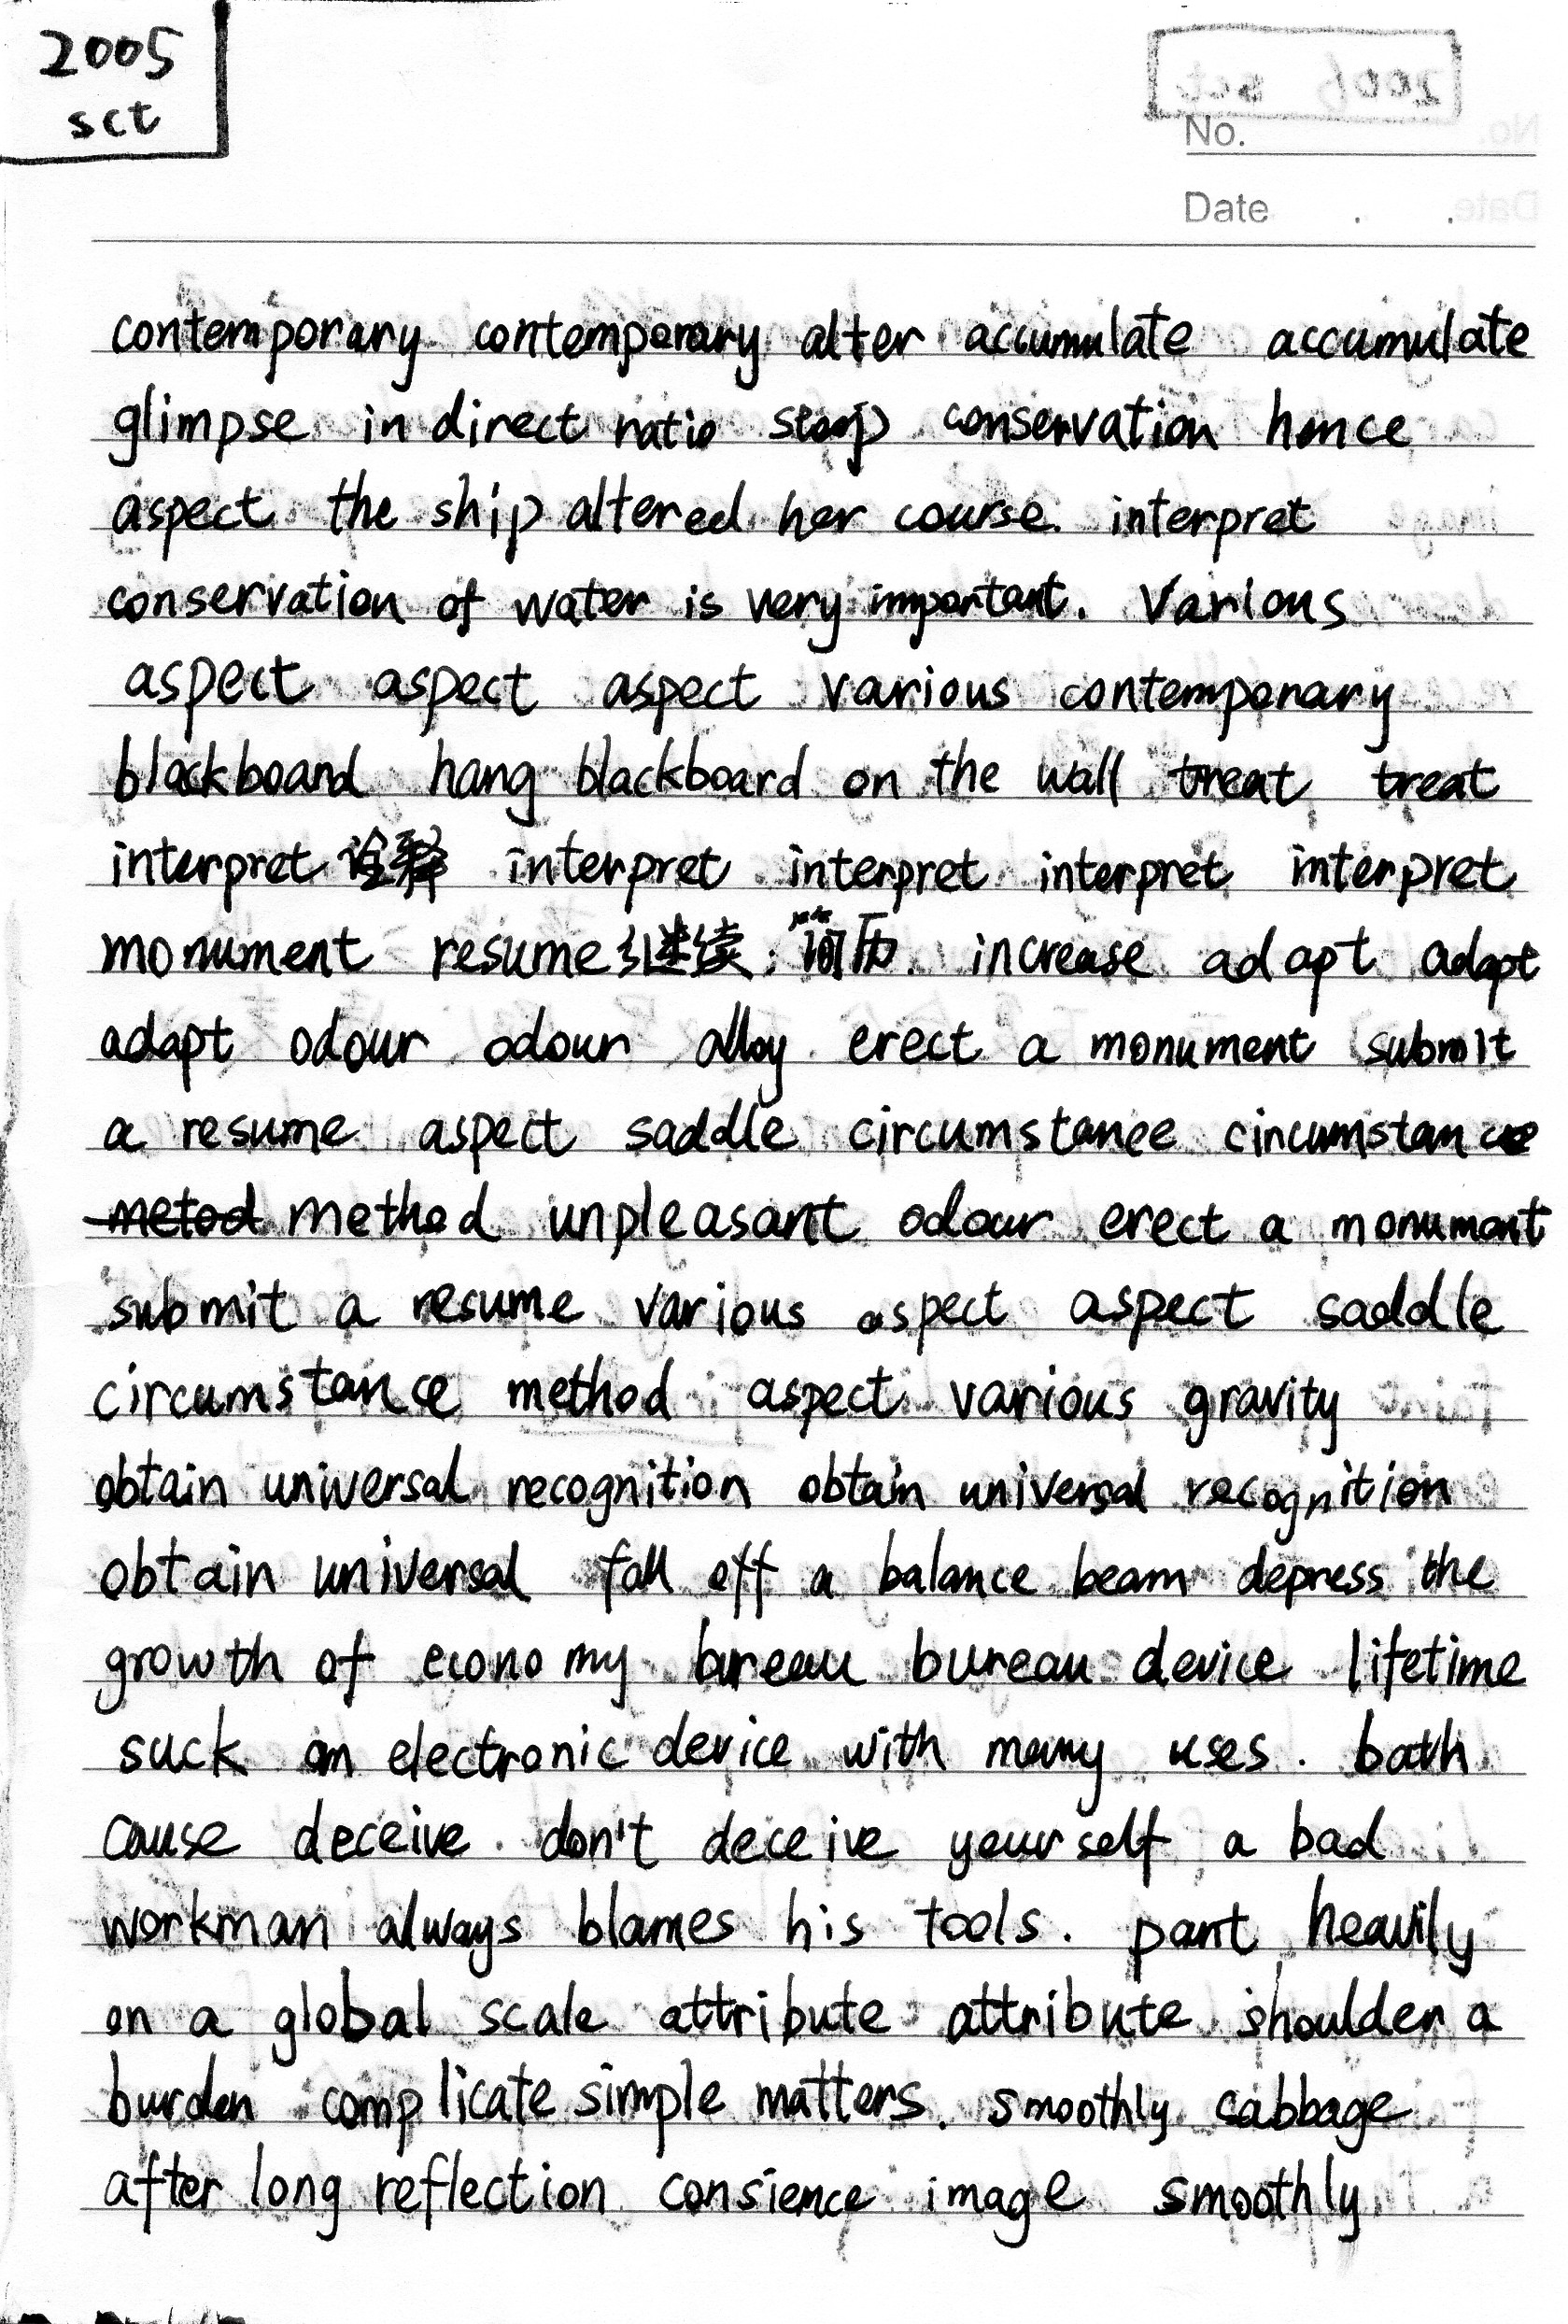 2005
sct
No.
Date . .
contemporary contemporary alter accumulate accumulate
glimpse in direct ratio stoop conservation hence
aspect the ship altered her course. interpret
conservation of water is very important. Various
aspect aspect aspect various contemporary
blackboard hang blackboard on the wall treat treat
interpret 诠释 interpret interpret interpret interpret
monument resume 继续 简历. increase adapt adapt
adapt odour odour alloy erect a monument submit
a resume aspect saddle circumstance circumstance
metod method unpleasant odour erect a monument
submit a resume various aspect aspect saddle
circumstance method aspect various gravity
obtain universal recognition obtain universal recognition
obtain universal fall off a balance beam depress the
growth of economy bureau bureau device lifetime
suck an electronic device with many uses. bath
cause deceive. don't deceive yourself a bad
workman always blames his tools. pant heavily
on a global scale attribute attribute shoulder a
burden complicate simple matters. smoothly cabbage
after long reflection consience image smoothly